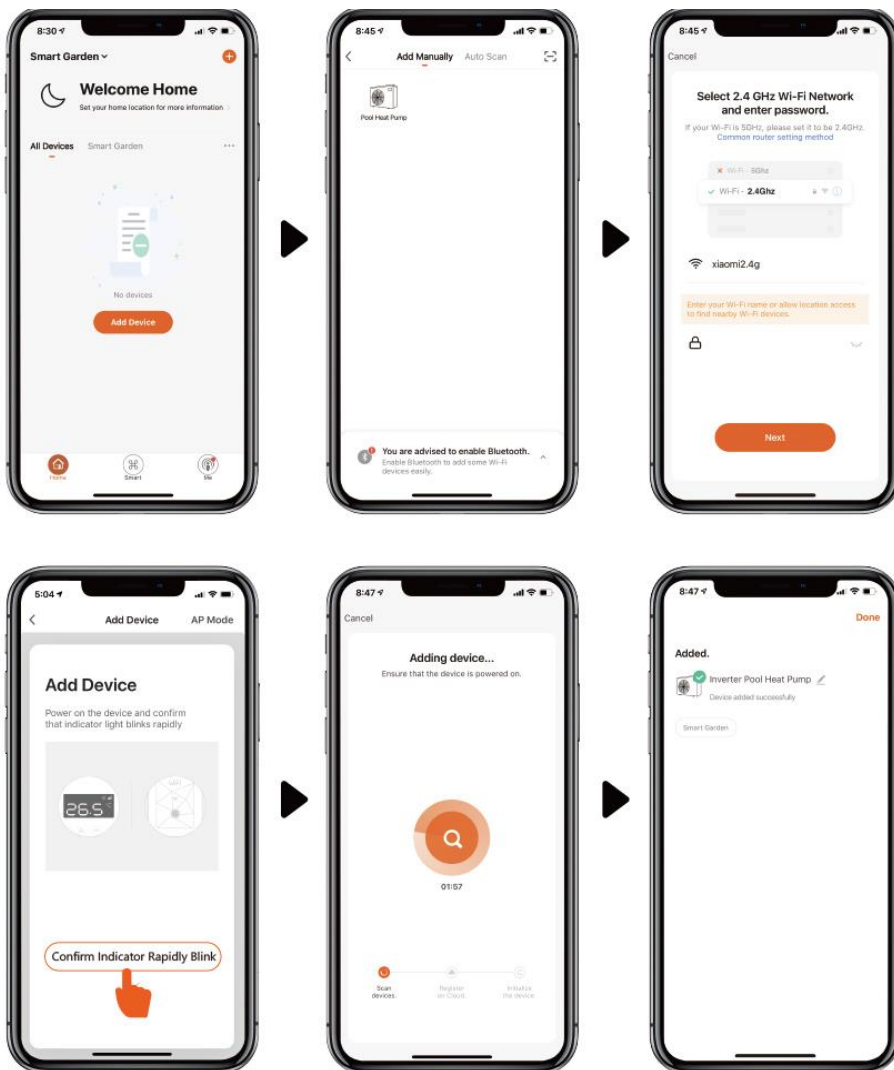 8:30
Smart Garden
Welcome Home
Set your home location for more information
All Devices Smart Garden
No devices
Add Device
Home Smart Me
8:45
Add Manually Auto Scan
Pool Heat Pump
You are advised to enable Bluetooth.
Enable Bluetooth to add some Wi-Fi
devices easily.
8:45
Cancel
Select 2.4 GHz Wi-Fi Network
and enter password.
If your Wi-Fi is 5GHz, please set it to be 2.4GHz.
Common router setting method
Wi-Fi - 5Ghz
Wi-Fi - 2.4Ghz
xiaomi2.4g
Enter your Wi-Fi name or allow location access
to find nearby Wi-Fi devices.
Next
5:04
Add Device AP Mode
Add Device
Power on the device and confirm
that indicator light blinks rapidly
26.5
Confirm Indicator Rapidly Blink
8:47
Cancel
Adding device...
Ensure that the device is powered on.
01:57
Scan
devices.
Register
on Cloud.
Initialize
the device.
8:47
Done
Added.
Inverter Pool Heat Pump
Device added successfully
Smart Garden